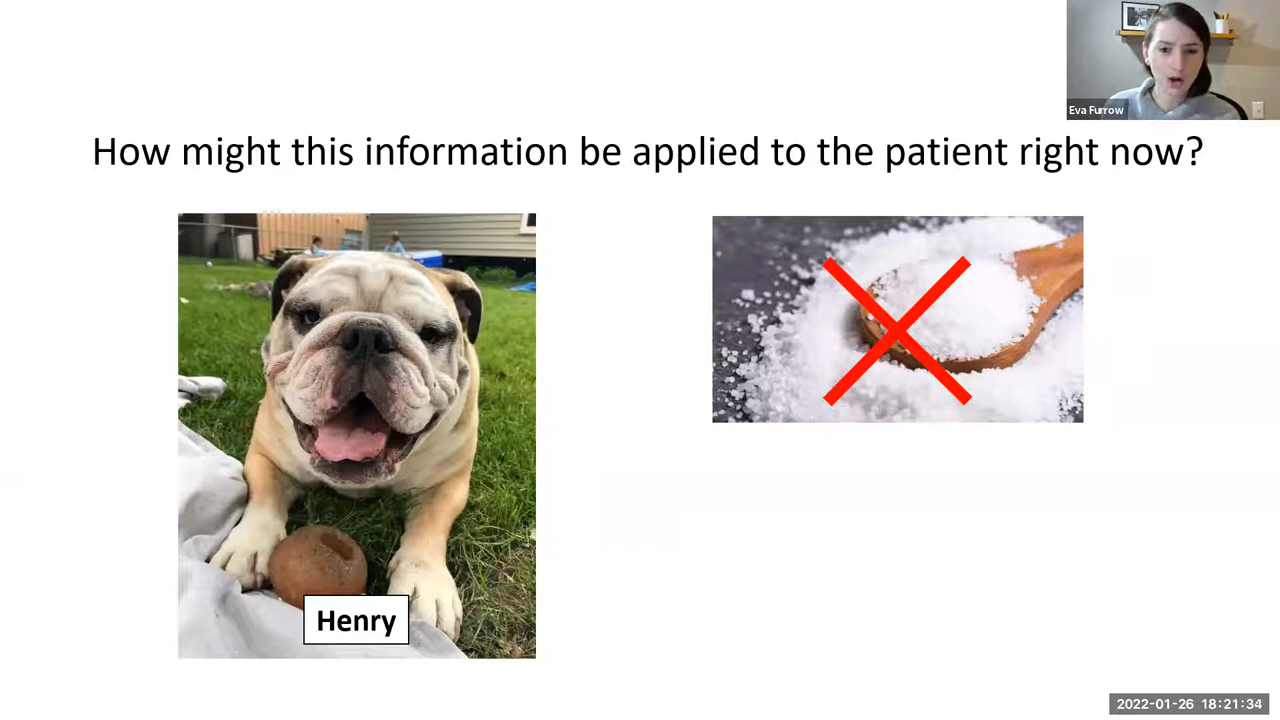 Eva Furrow
How might this information be applied to the patient right now?
Henry
2022-01-26 18:21:34